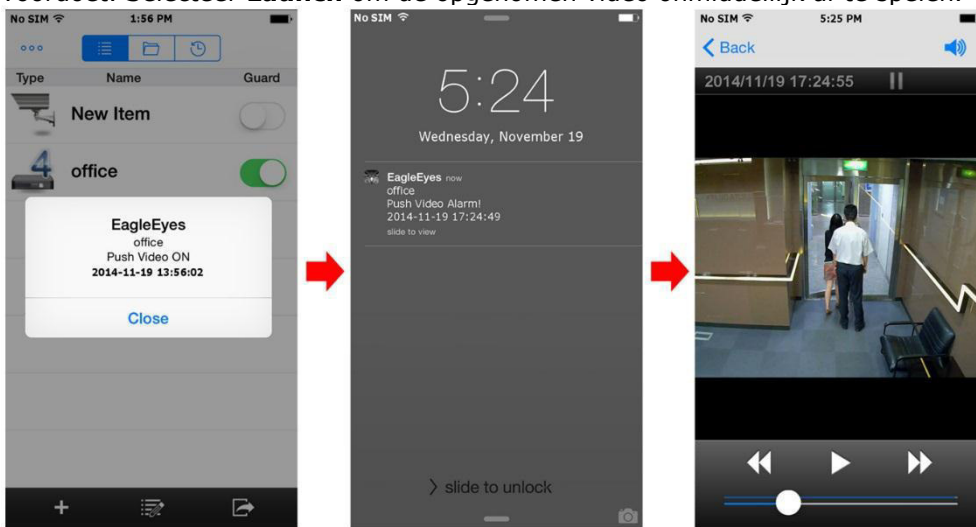 voordoet. Selecteer Launch om de opgenomen video onmiddellijk af te spelen.
No SIM 1:56 PM
Type Name Guard
New Item
4 office
EagleEyes
office
Push Video ON
2014-11-19 13:56:02
Close
No SIM
5:24
Wednesday, November 19
EagleEyes now
office
Push Video Alarm!
2014-11-19 17:24:49
slide to view
> slide to unlock
No SIM 5:25 PM
Back
2014/11/19 17:24:55